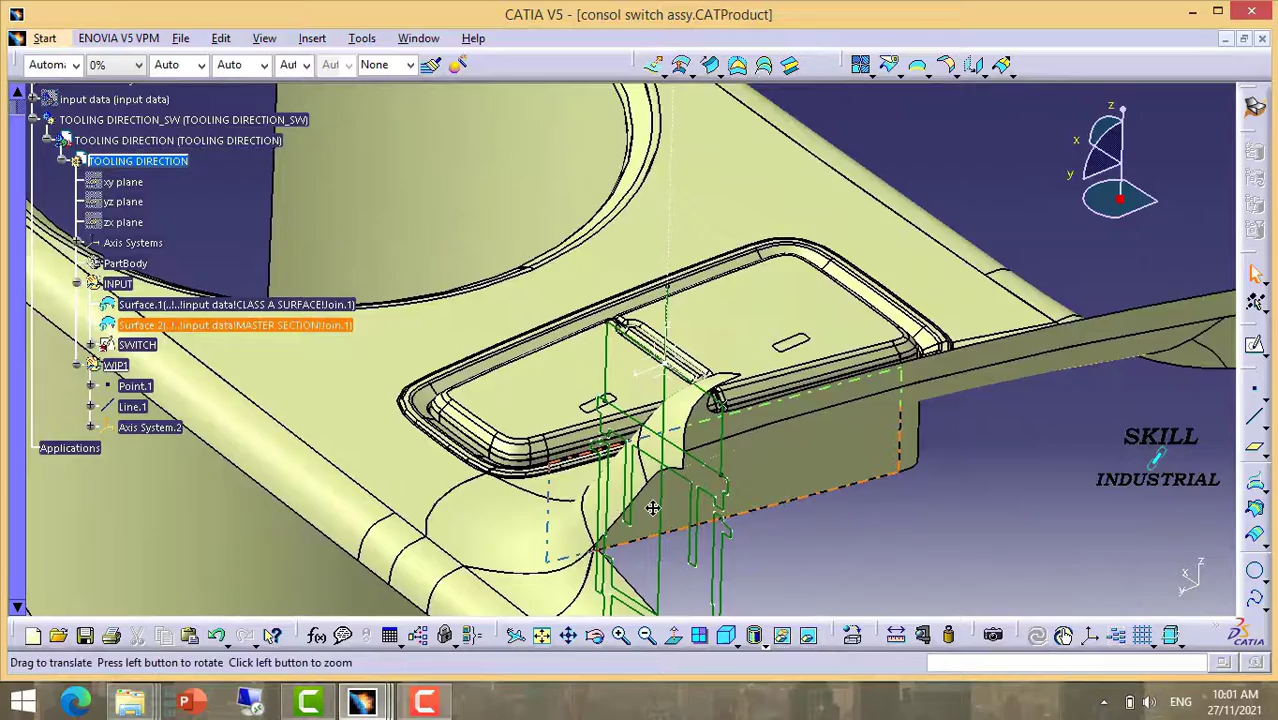 CATIA V5 - [consol switch assy.CATProduct]
Start ENOVIA V5 VPM File Edit View Insert Tools Window Help
Automa 0% Auto Auto Aut Aut None
input data (input data)
TOOLING DIRECTION_SW (TOOLING DIRECTION_SW)
TOOLING DIRECTION (TOOLING DIRECTION)
TOOLING DIRECTION
xy plane
yz plane
zx plane
Axis Systems
PartBody
INPUT
Surface.1(..!..!input data!CLASS A SURFACE!Join.1)
Surface.2(..!..!input data!MASTER SECTION!Join.1)
SWITCH
WIP1
Point.1
Line.1
Axis System.2
Applications
z
x
y
SKILL
INDUSTRIAL
z
x
y
f(x)
CATIA
Drag to translate Press left button to rotate Click left button to zoom
ENG
10:01 AM
27/11/2021